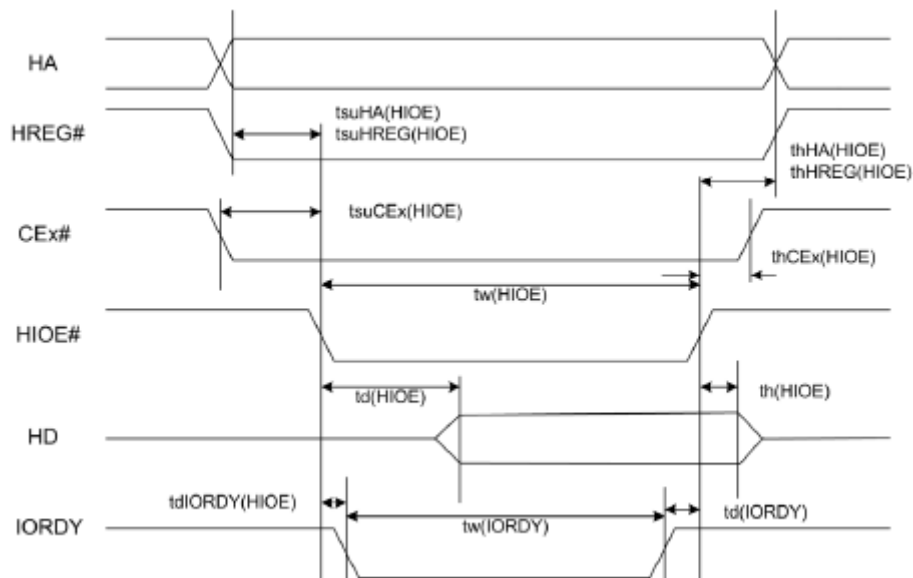 HA
tsuHA(HIOE)
tsuHREG(HIOE)
HREG#
thHA(HIOE)
thHREG(HIOE)
tsuCEx(HIOE)
CEx#
thCEx(HIOE)
tw(HIOE)
HIOE#
td(HIOE)
th(HIOE)
HD
tdIORDY(HIOE)
tw(IORDY)
td(IORDY)
IORDY